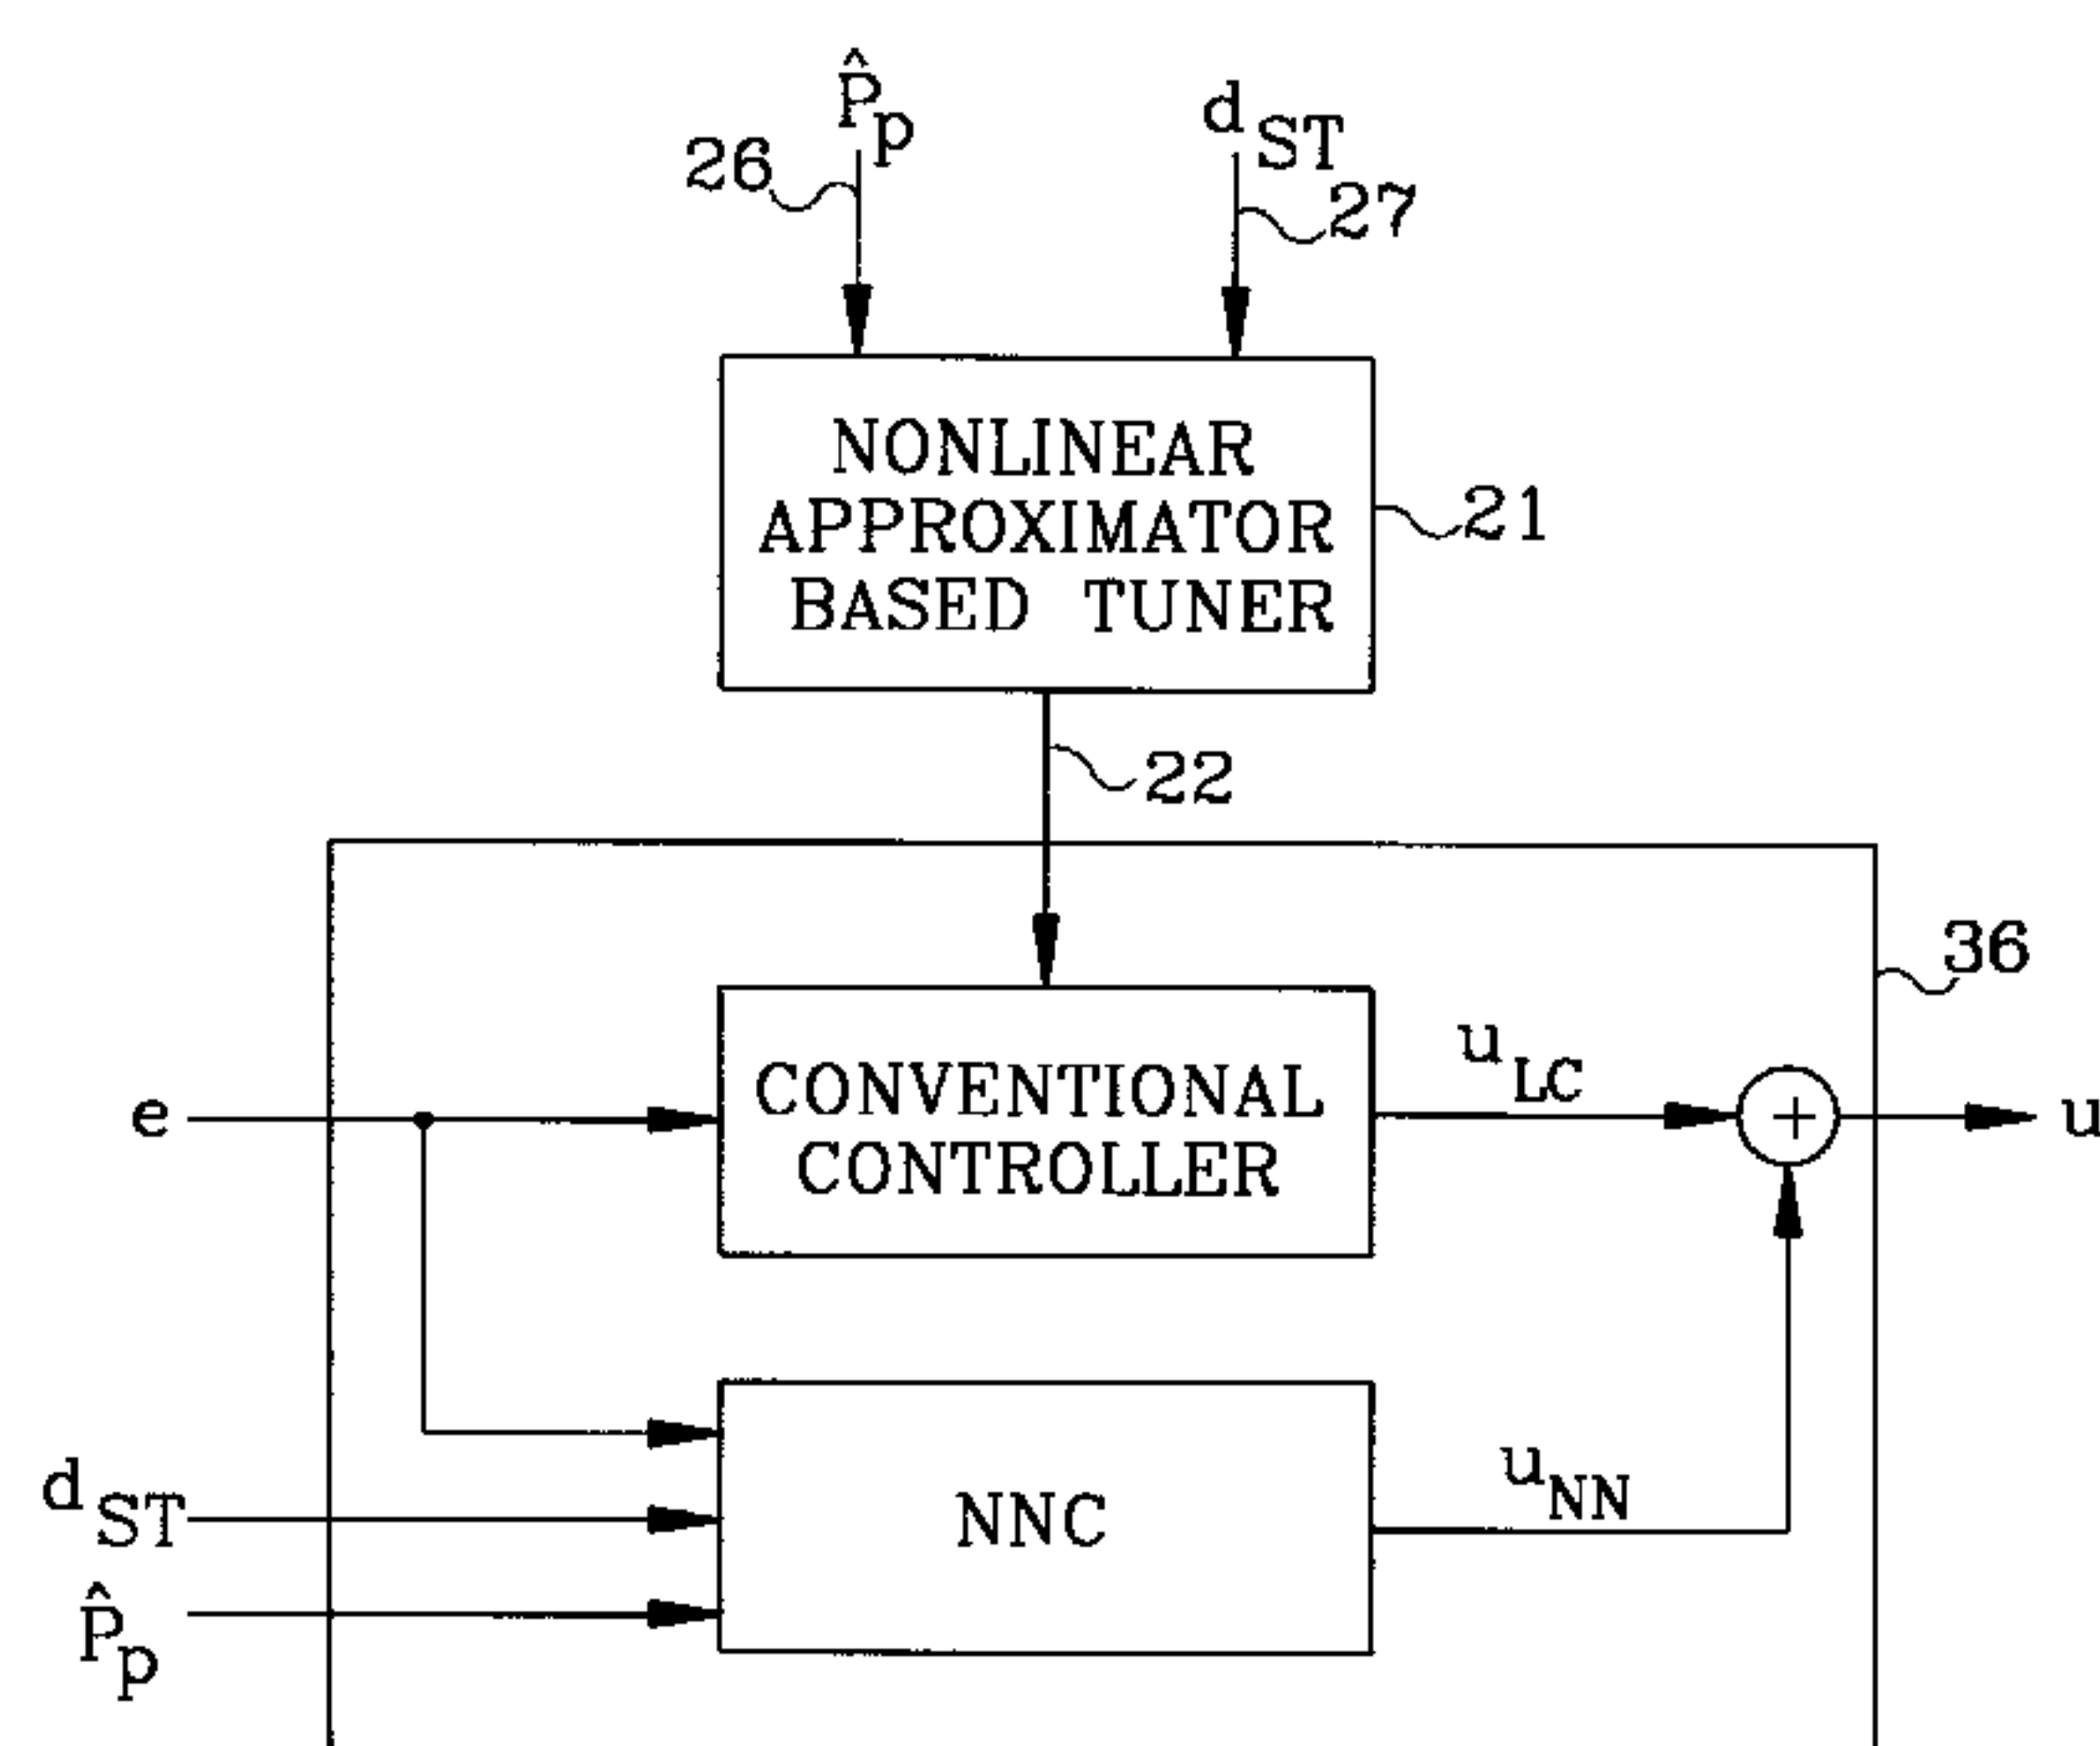 P̂p
dST
26
27
NONLINEAR
APPROXIMATOR
BASED TUNER
21
22
36
e
CONVENTIONAL
CONTROLLER
uLC
+
u
dST
P̂p
NNC
uNN